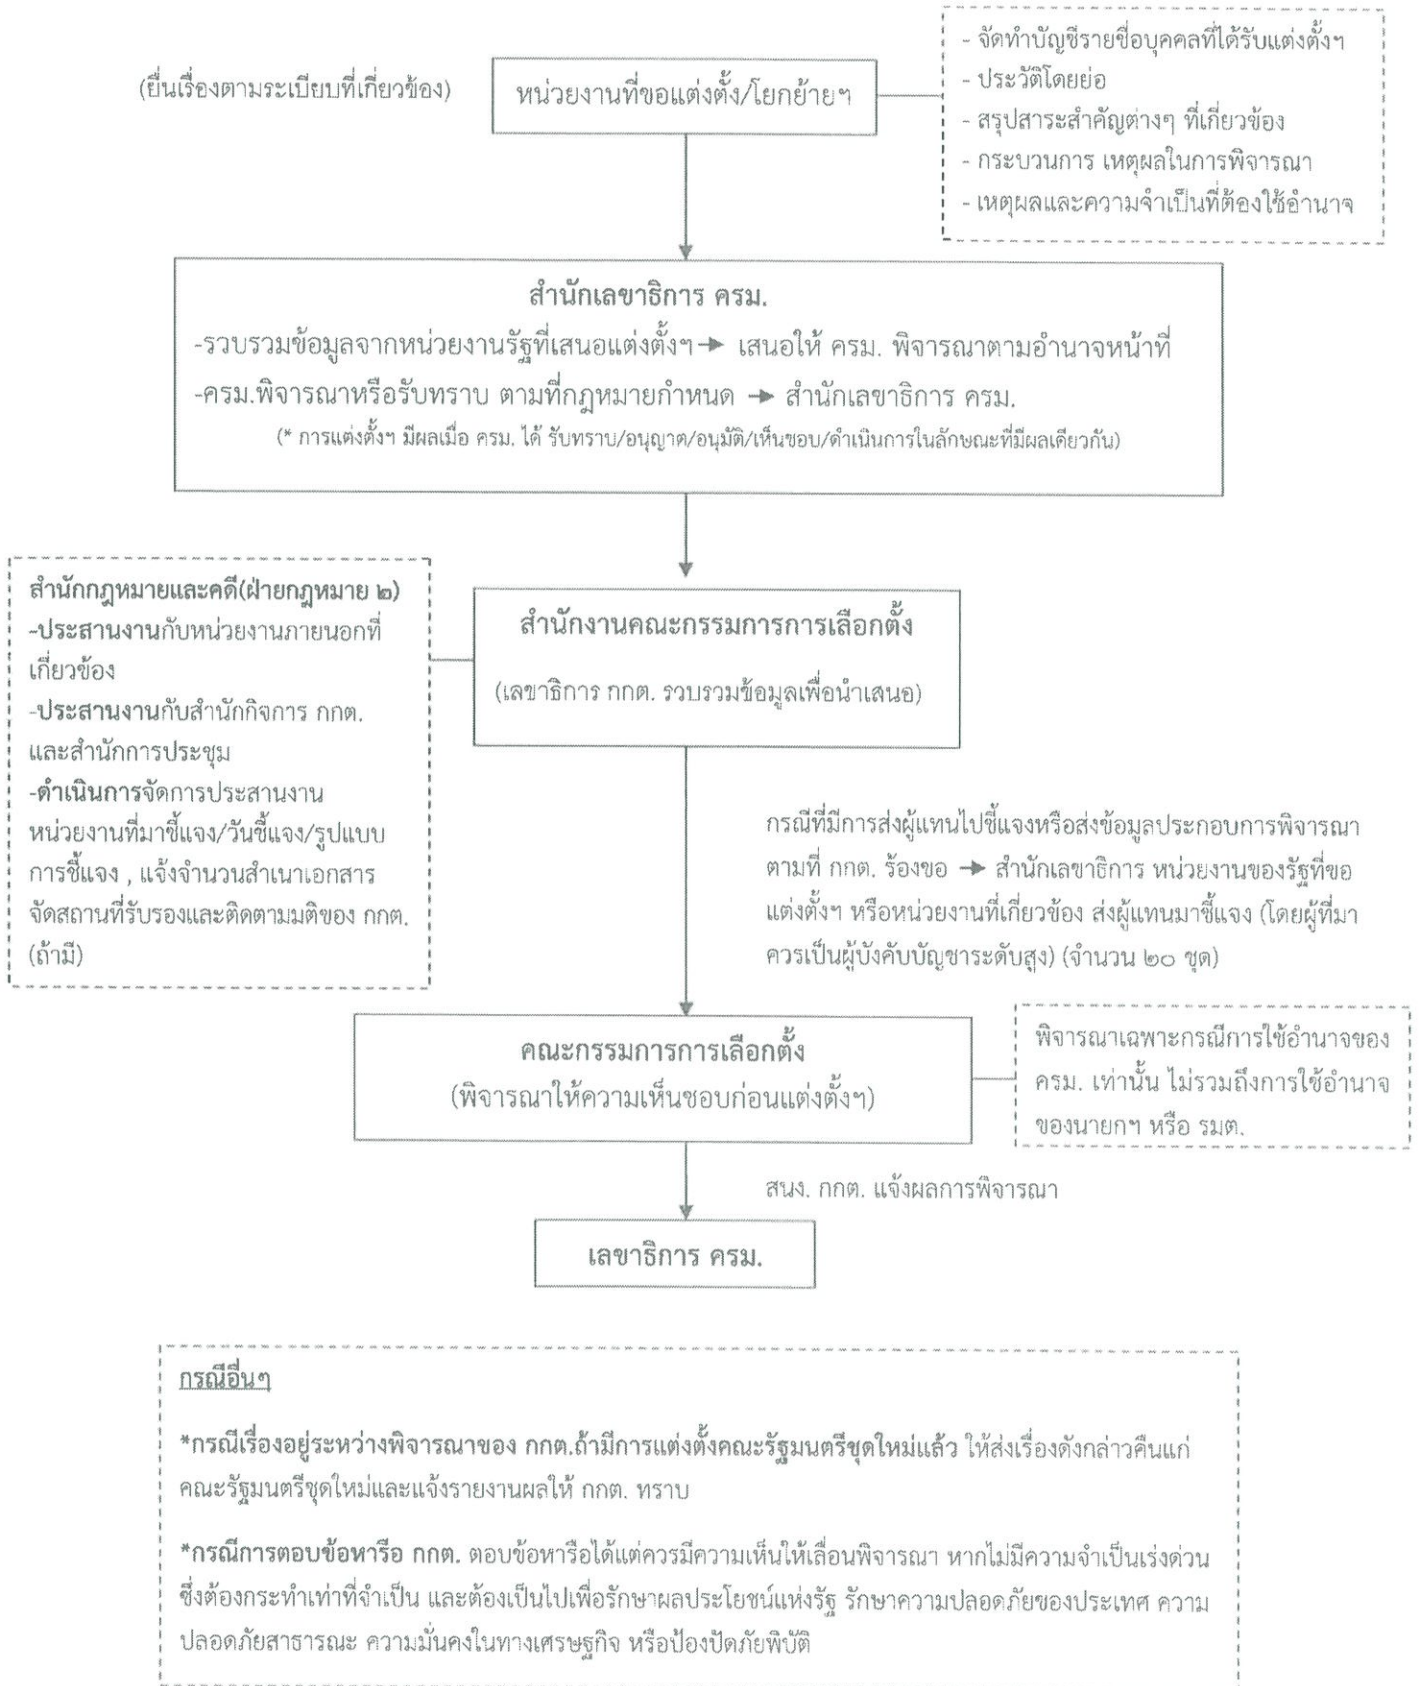 (ยื่นเรื่องตามระเบียบที่เกี่ยวข้อง)
หน่วยงานที่ขอแต่งตั้ง/โยกย้ายฯ
- จัดทำบัญชีรายชื่อบุคคลที่ได้รับแต่งตั้งฯ
- ประวัติโดยย่อ
- สรุปสาระสำคัญต่างๆ ที่เกี่ยวข้อง
- กระบวนการ เหตุผลในการพิจารณา
- เหตุผลและความจำเป็นที่ต้องใช้อำนาจ
สำนักเลขาธิการ ครม.
-รวบรวมข้อมูลจากหน่วยงานรัฐที่เสนอแต่งตั้งฯ → เสนอให้ ครม. พิจารณาตามอำนาจหน้าที่
-ครม.พิจารณาหรือรับทราบ ตามที่กฎหมายกำหนด → สำนักเลขาธิการ ครม.
(* การแต่งตั้งฯ มีผลเมื่อ ครม. ได้ รับทราบ/อนุญาต/อนุมัติ/เห็นชอบ/ดำเนินการในลักษณะที่มีผลเดียวกัน)
สำนักกฎหมายและคดี(ฝ่ายกฎหมาย ๒)
-ประสานงานกับหน่วยงานภายนอกที่
เกี่ยวข้อง
-ประสานงานกับสำนักกิจการ กกต.
และสำนักการประชุม
-ดำเนินการจัดการประสานงาน
หน่วยงานที่มาชี้แจง/วันชี้แจง/รูปแบบ
การชี้แจง , แจ้งจำนวนสำเนาเอกสาร
จัดสถานที่รับรองและติดตามมติของ กกต.
(ถ้ามี)
สำนักงานคณะกรรมการการเลือกตั้ง
(เลขาธิการ กกต. รวบรวมข้อมูลเพื่อนำเสนอ)
กรณีที่มีการส่งผู้แทนไปชี้แจงหรือส่งข้อมูลประกอบการพิจารณา
ตามที่ กกต. ร้องขอ → สำนักเลขาธิการ หน่วยงานของรัฐที่ขอ
แต่งตั้งฯ หรือหน่วยงานที่เกี่ยวข้อง ส่งผู้แทนมาชี้แจง (โดยผู้ที่มา
ควรเป็นผู้บังคับบัญชาระดับสูง) (จำนวน ๒๐ ชุด)
คณะกรรมการการเลือกตั้ง
(พิจารณาให้ความเห็นชอบก่อนแต่งตั้งฯ)
พิจารณาเฉพาะกรณีการใช้อำนาจของ
ครม. เท่านั้น ไม่รวมถึงการใช้อำนาจ
ของนายกฯ หรือ รมต.
สนง. กกต. แจ้งผลการพิจารณา
เลขาธิการ ครม.
กรณีอื่นๆ
*กรณีเรื่องอยู่ระหว่างพิจารณาของ กกต.ถ้ามีการแต่งตั้งคณะรัฐมนตรีชุดใหม่แล้ว ให้ส่งเรื่องดังกล่าวคืนแก่
คณะรัฐมนตรีชุดใหม่และแจ้งรายงานผลให้ กกต. ทราบ
*กรณีการตอบข้อหารือ กกต. ตอบข้อหารือได้แต่ควรมีความเห็นให้เลื่อนพิจารณา หากไม่มีความจำเป็นเร่งด่วน
ซึ่งต้องกระทำเท่าที่จำเป็น และต้องเป็นไปเพื่อรักษาผลประโยชน์แห่งรัฐ รักษาความปลอดภัยของประเทศ ความ
ปลอดภัยสาธารณะ ความมั่นคงในทางเศรษฐกิจ หรือป้องปัดภัยพิบัติ